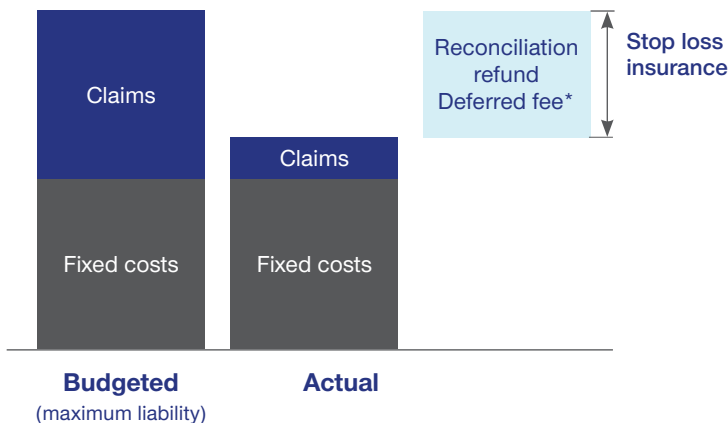 Claims
Fixed costs
Claims
Fixed costs
Reconciliation
refund
Deferred fee*
Stop loss
insurance
Budgeted
(maximum liability)
Actual